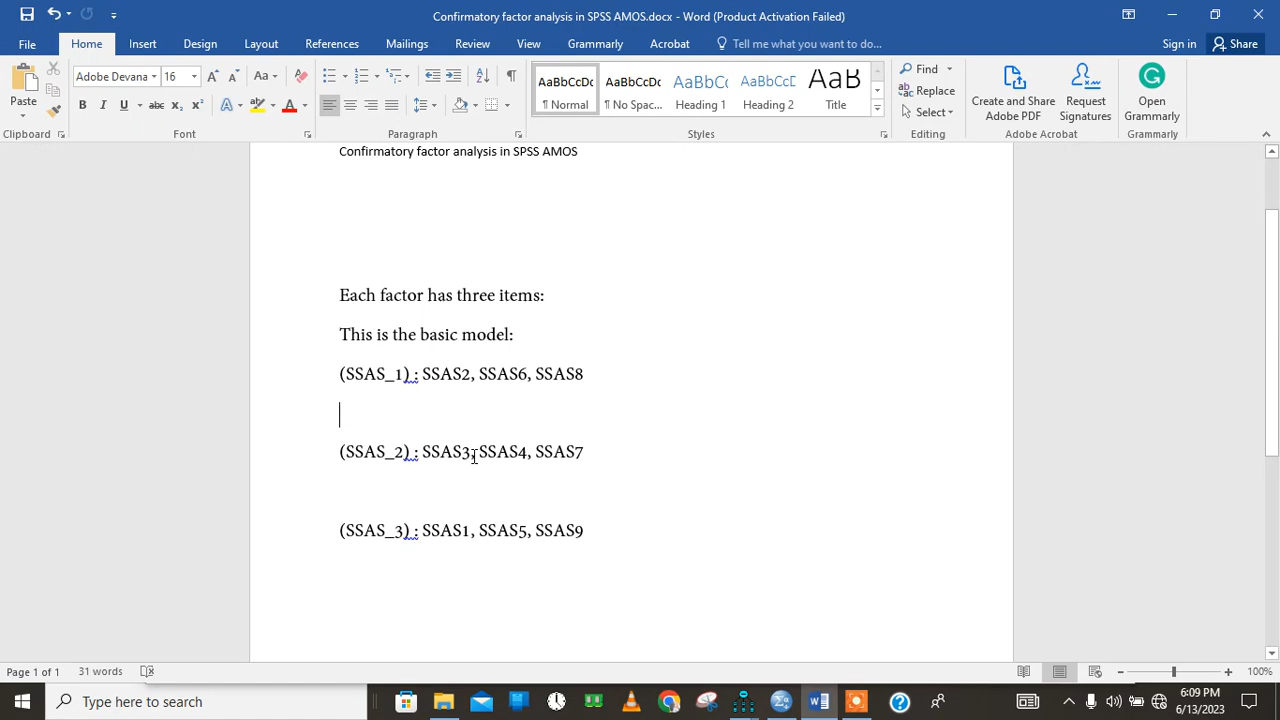 Confirmatory factor analysis in SPSS AMOS.docx - Word (Product Activation Failed)
File Home Insert Design Layout References Mailings Review View Grammarly Acrobat Tell me what you want to do... Sign in Share
Paste
Adobe Devana 16
AaBbCcDc AaBbCcDc AaBbCcDc AaBbCcD AaB
¶ Normal ¶ No Spac... Heading 1 Heading 2 Title
Find
Replace
Select
Create and Share Adobe PDF
Request Signatures
Open Grammarly
Clipboard Font Paragraph Styles Editing Adobe Acrobat Grammarly
Confirmatory factor analysis in SPSS AMOS
Each factor has three items:
This is the basic model:
(SSAS_1) : SSAS2, SSAS6, SSAS8
(SSAS_2) : SSAS3, SSAS4, SSAS7
(SSAS_3) : SSAS1, SSAS5, SSAS9
Page 1 of 1 31 words 100%
Type here to search
6:09 PM
6/13/2023